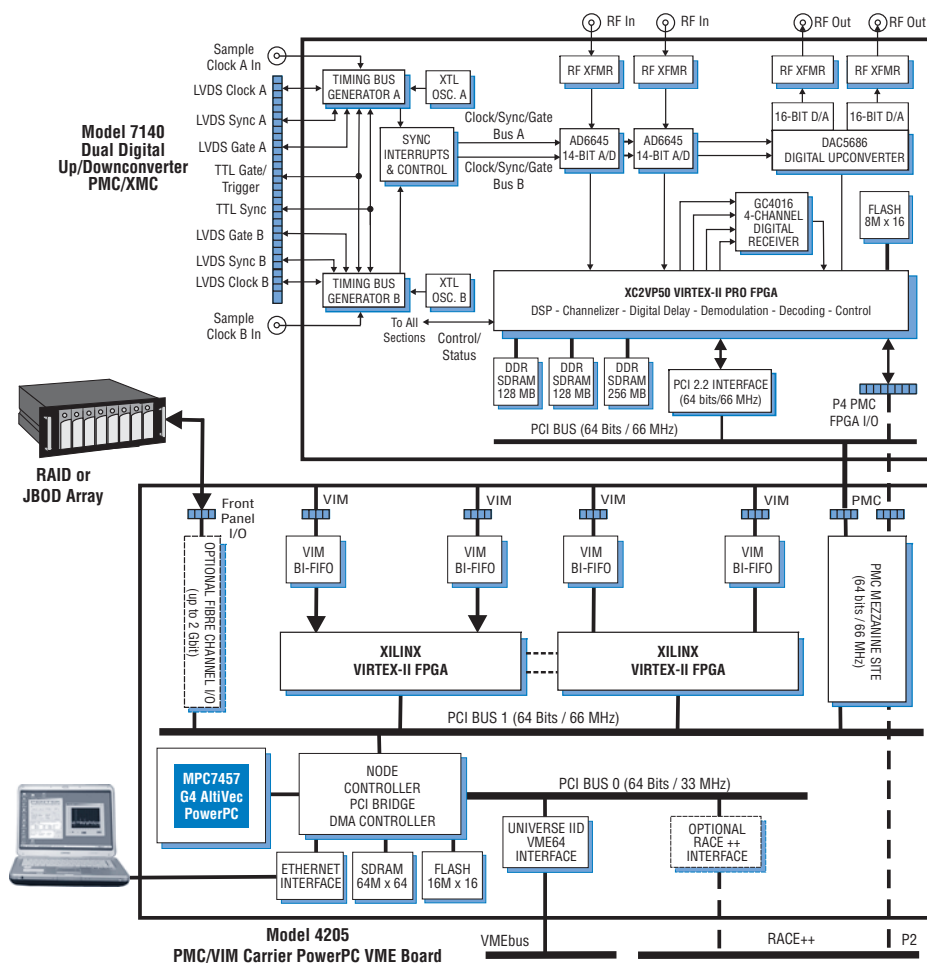 RF In
RF In
RF Out
RF Out
Sample
Clock A In
LVDS Clock A
LVDS Sync A
LVDS Gate A
TTL Gate/
Trigger
TTL Sync
LVDS Gate B
LVDS Sync B
LVDS Clock B
Sample
Clock B In
Model 7140
Dual Digital
Up/Downconverter
PMC/XMC
TIMING BUS
GENERATOR A
XTL
OSC. A
SYNC
INTERRUPTS
& CONTROL
Clock/Sync/Gate
Bus A
Clock/Sync/Gate
Bus B
TIMING BUS
GENERATOR B
XTL
OSC. B
RF XFMR
RF XFMR
RF XFMR
RF XFMR
AD6645
14-BIT A/D
AD6645
14-BIT A/D
16-BIT D/A
16-BIT D/A
DAC5686
DIGITAL UPCONVERTER
GC4016
4-CHANNEL
DIGITAL
RECEIVER
FLASH
8M x 16
XC2VP50 VIRTEX-II PRO FPGA
DSP - Channelizer - Digital Delay - Demodulation - Decoding - Control
To All
Sections
Control/
Status
DDR
SDRAM
128 MB
DDR
SDRAM
128 MB
DDR
SDRAM
256 MB
PCI 2.2 INTERFACE
(64 bits/66 MHz)
P4 PMC
FPGA I/O
PCI BUS (64 Bits / 66 MHz)
RAID or
JBOD Array
Front
Panel
I/O
VIM
VIM
VIM
VIM
PMC
OPTIONAL FIBRE CHANNEL I/O
(up to 2 Gbit)
VIM
BI-FIFO
VIM
BI-FIFO
VIM
BI-FIFO
VIM
BI-FIFO
PMC MEZZANINE SITE
(64 bits / 66 MHz)
XILINX
VIRTEX-II FPGA
XILINX
VIRTEX-II FPGA
PCI BUS 1 (64 Bits / 66 MHz)
MPC7457
G4 AltiVec
PowerPC
NODE
CONTROLLER
PCI BRIDGE
DMA CONTROLLER
PCI BUS 0 (64 Bits / 33 MHz)
ETHERNET
INTERFACE
SDRAM
64M x 64
FLASH
16M x 16
UNIVERSE IID
VME64
INTERFACE
OPTIONAL
RACE ++
INTERFACE
Model 4205
PMC/VIM Carrier PowerPC VME Board
VMEbus
RACE++
P2